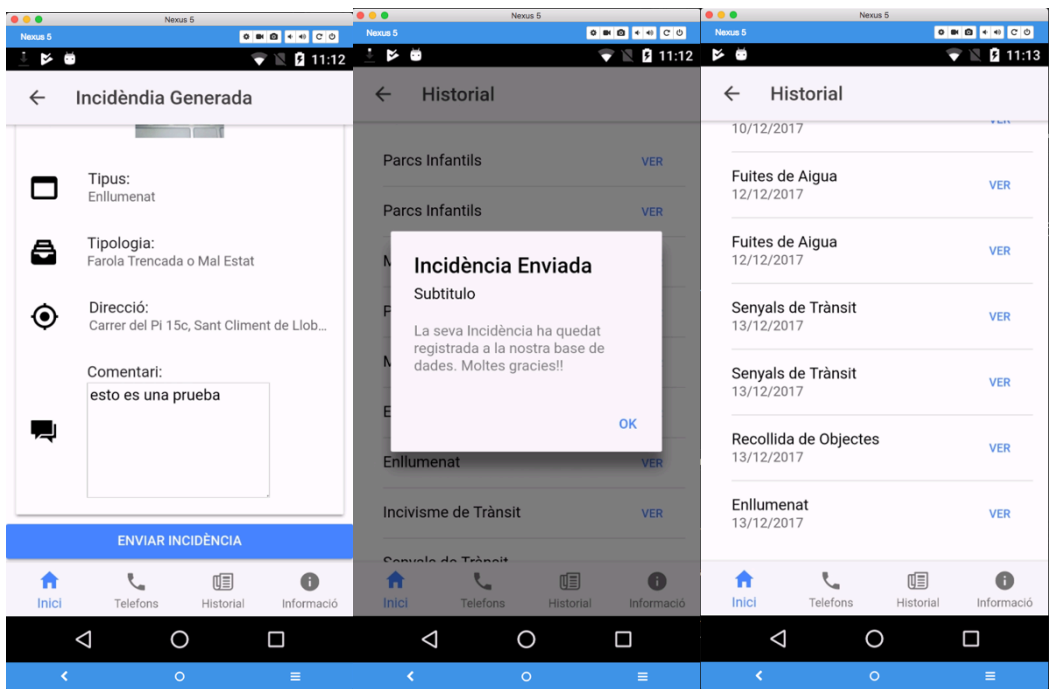 Nexus 5
Nexus 5
11:12
Incidèndia Generada
Tipus:
Enllumenat
Tipologia:
Farola Trencada o Mal Estat
Direcció:
Carrer del Pi 15c, Sant Climent de Llob...
Comentari:
esto es una prueba
ENVIAR INCIDÈNCIA
Inici Telefons Historial Informació
Nexus 5
Nexus 5
11:12
Historial
Parcs Infantils VER
Parcs Infantils VER
M
P
M
E
Incidència Enviada
Subtitulo
La seva Incidència ha quedat
registrada a la nostra base de
dades. Moltes gracies!!
OK
Enllumenat VER
Incivisme de Trànsit VER
Senyals de Trànsit
Inici Telefons Historial Informació
Nexus 5
Nexus 5
11:13
Historial
VER
10/12/2017
Fuites de Aigua
12/12/2017
VER
Fuites de Aigua
12/12/2017
VER
Senyals de Trànsit
13/12/2017
VER
Senyals de Trànsit
13/12/2017
VER
Recollida de Objectes
13/12/2017
VER
Enllumenat
13/12/2017
VER
Inici Telefons Historial Informació